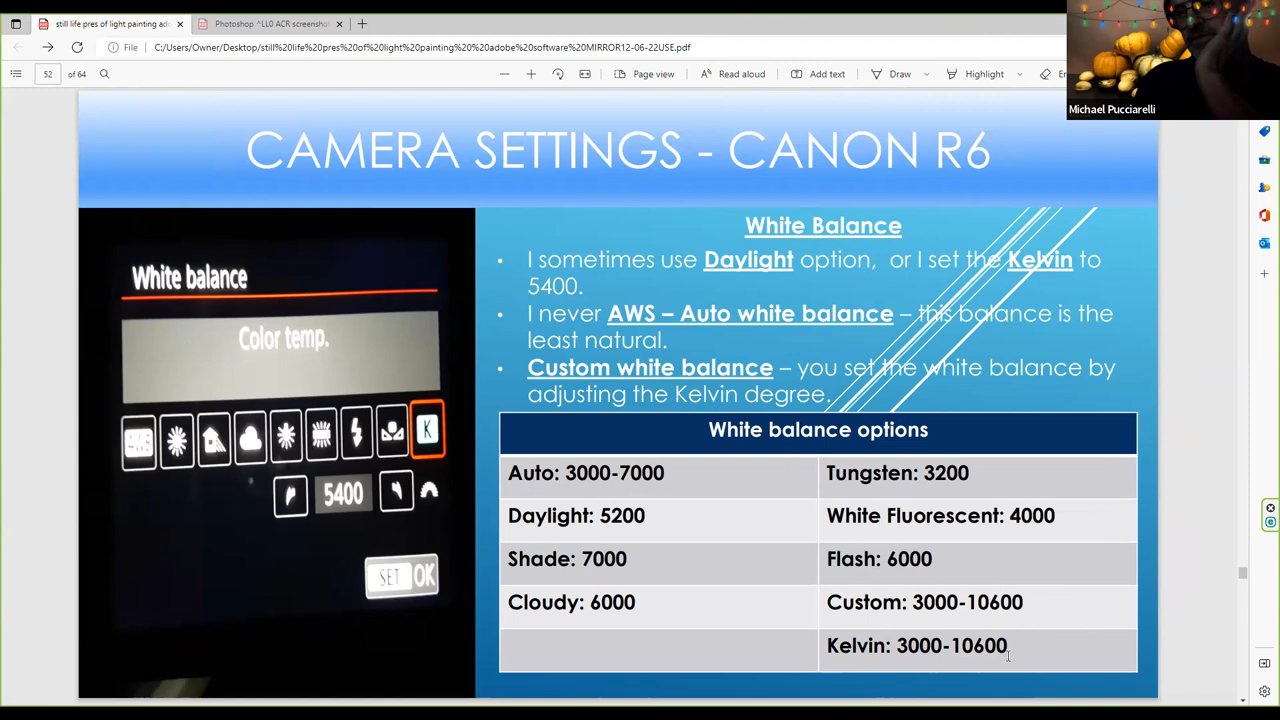 still life pres of light painting ado
Photoshop ^LL0 ACR screenshot
File
C:/Users/Owner/Desktop/still%20life%20pres%20of%20light%20painting%20%20adobe%20software%20MIRROR12-06-22USE.pdf
52 of 64
Page view
Read aloud
Add text
Draw
Highlight
Michael Pucciarelli
CAMERA SETTINGS - CANON R6
White balance
Color temp.
K
5400
SET OK
White Balance
• I sometimes use Daylight option, or I set the Kelvin to
5400.
• I never AWS – Auto white balance – this balance is the
least natural.
• Custom white balance – you set the white balance by
adjusting the Kelvin degree.
White balance options
Auto: 3000-7000 Tungsten: 3200
Daylight: 5200 White Fluorescent: 4000
Shade: 7000 Flash: 6000
Cloudy: 6000 Custom: 3000-10600
Kelvin: 3000-10600